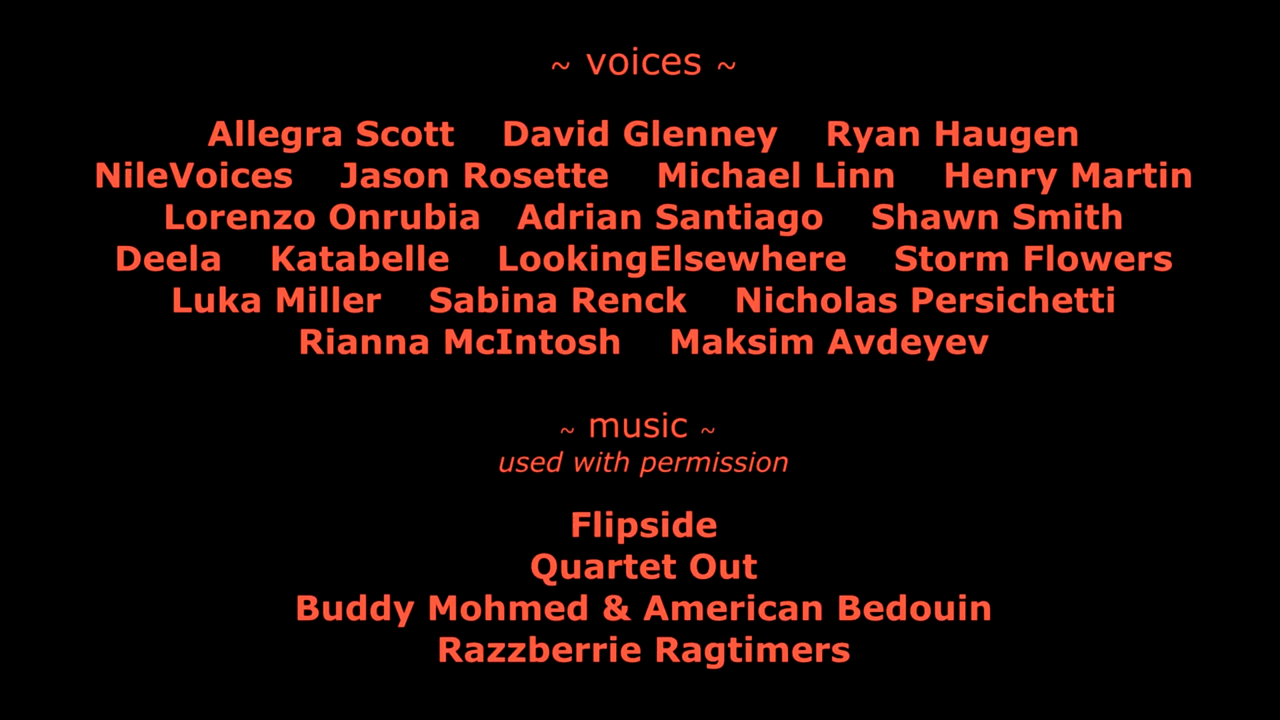 ~ voices ~
Allegra Scott David Glenney Ryan Haugen
NileVoices Jason Rosette Michael Linn Henry Martin
Lorenzo Onrubia Adrian Santiago Shawn Smith
Deela Katabelle LookingElsewhere Storm Flowers
Luka Miller Sabina Renck Nicholas Persichetti
Rianna McIntosh Maksim Avdeyev
~ music ~
used with permission
Flipside
Quartet Out
Buddy Mohmed & American Bedouin
Razzberrie Ragtimers